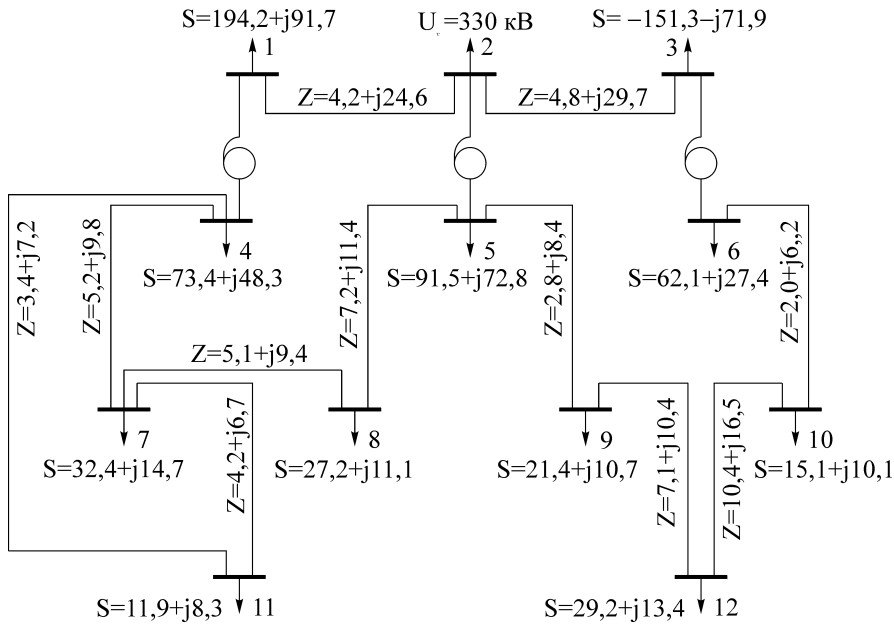 S=194,2+j91,7
U =330 кВ
S= –151,3–j71,9
1
2
3
Z=4,2+j24,6
Z=4,8+j29,7
Z=3,4+j7,2
Z=5,2+j9,8
Z=7,2+j11,4
Z=2,8+j8,4
Z=2,0+j6,,2
4
5
6
S=73,4+j48,3
S=91,5+j72,8
S=62,1+j27,4
Z=5,1+j9,4
Z=4,2+j6,7
Z=7,1+j10,4
Z=10,4+j16,5
7
8
9
10
S=32,4+j14,7
S=27,2+j11,1
S=21,4+j10,7
S=15,1+j10,1
S=11,9+j8,3
11
S=29,2+j13,4
12